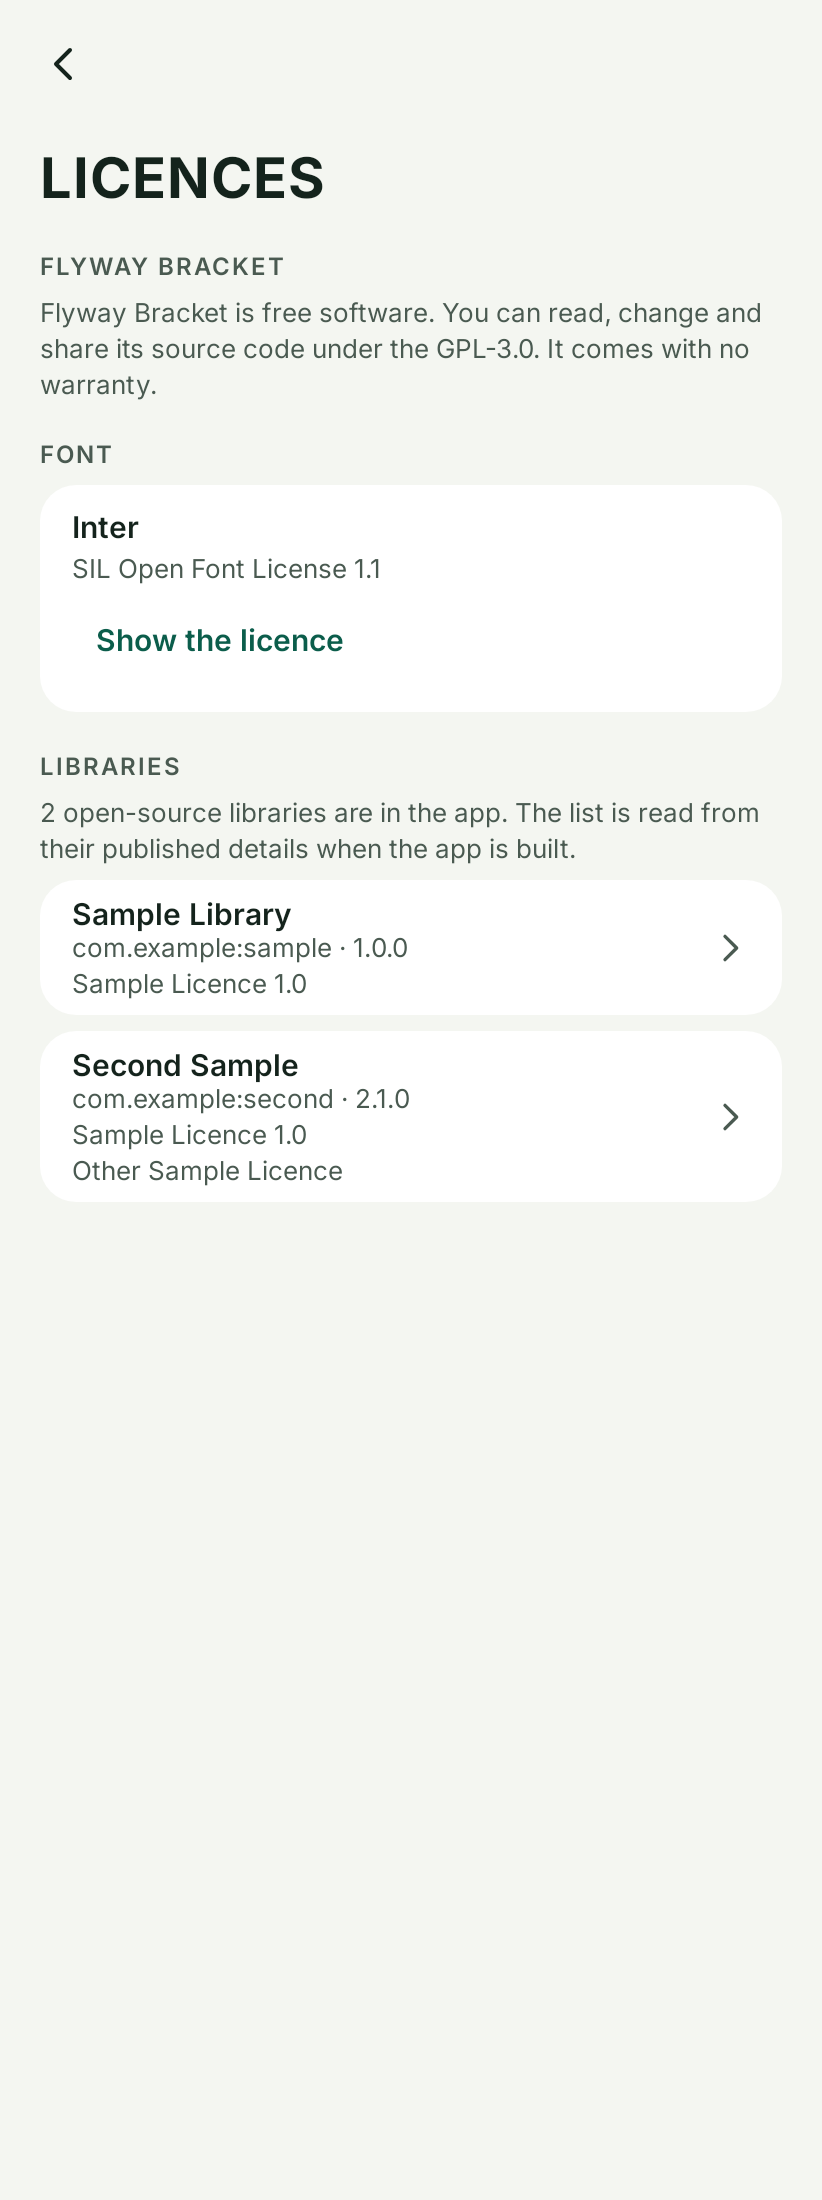 LICENCES
FLYWAY BRACKET
Flyway Bracket is free software. You can read, change and
share its source code under the GPL-3.0. It comes with no
warranty.
FONT
Inter
SIL Open Font License 1.1
Show the licence
LIBRARIES
2 open-source libraries are in the app. The list is read from
their published details when the app is built.
Sample Library
com.example:sample · 1.0.0
Sample Licence 1.0
Second Sample
com.example:second · 2.1.0
Sample Licence 1.0
Other Sample Licence